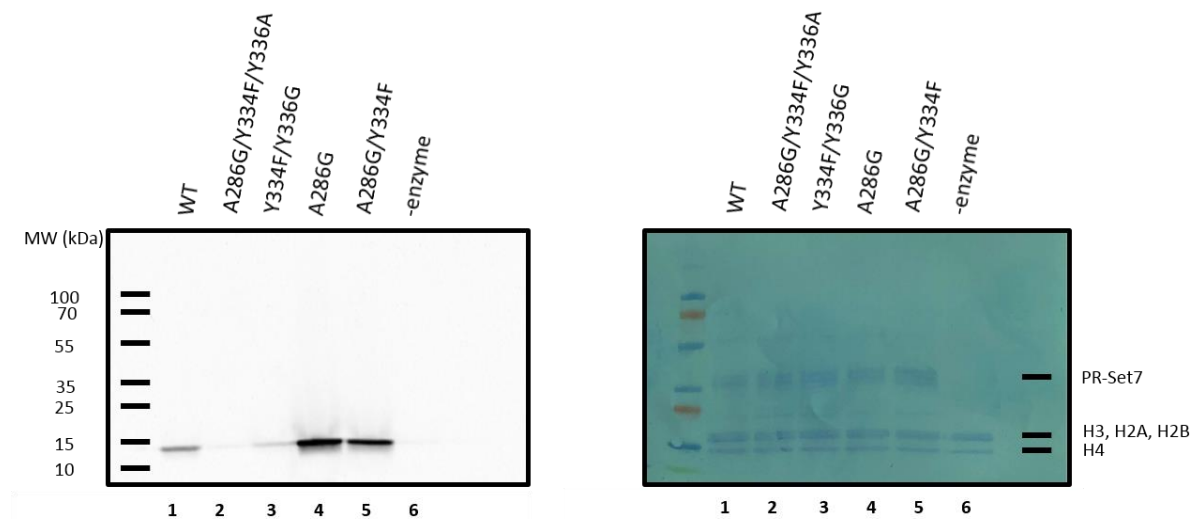 WT
A286G/Y334F/Y336A
Y334F/Y336G
A286G
A286G/Y334F
-enzyme
MW (kDa)
100
70
55
35
25
15
10
1 2 3 4 5 6
WT
A286G/Y334F/Y336A
Y334F/Y336G
A286G
A286G/Y334F
-enzyme
PR-Set7
H3, H2A, H2B
H4
1 2 3 4 5 6